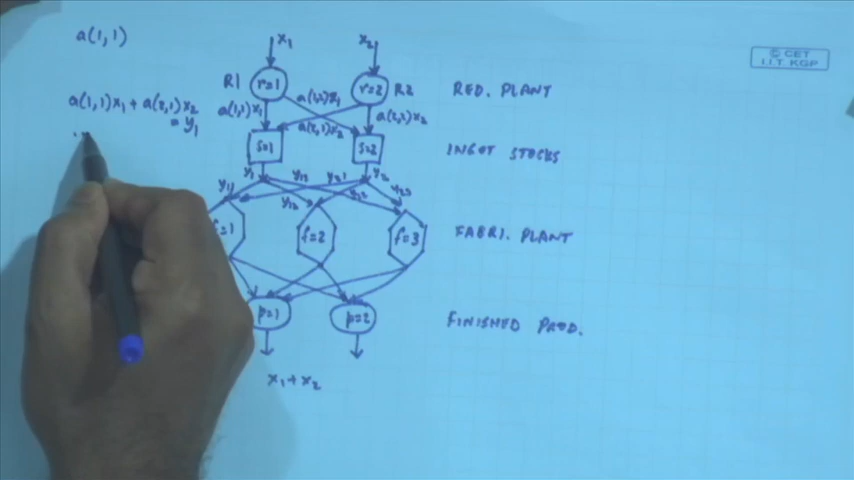 a(1,1)
x1 x2
© CET
I.I.T. KGP
R1 r=1 r=2 R2 RED. PLANT
a(1,1)x1 + a(2,1)x2
= y1
a(1,1)x1 a(1,2)x1 a(2,1)x2 a(2,2)x2
s=1 s=2 INGOT STOCKS
y1 y13 y21 y2
y11 y12 y22 y23
f=1 f=2 f=3 FABRI. PLANT
p=1 p=2 FINISHED PROD.
x1 + x2